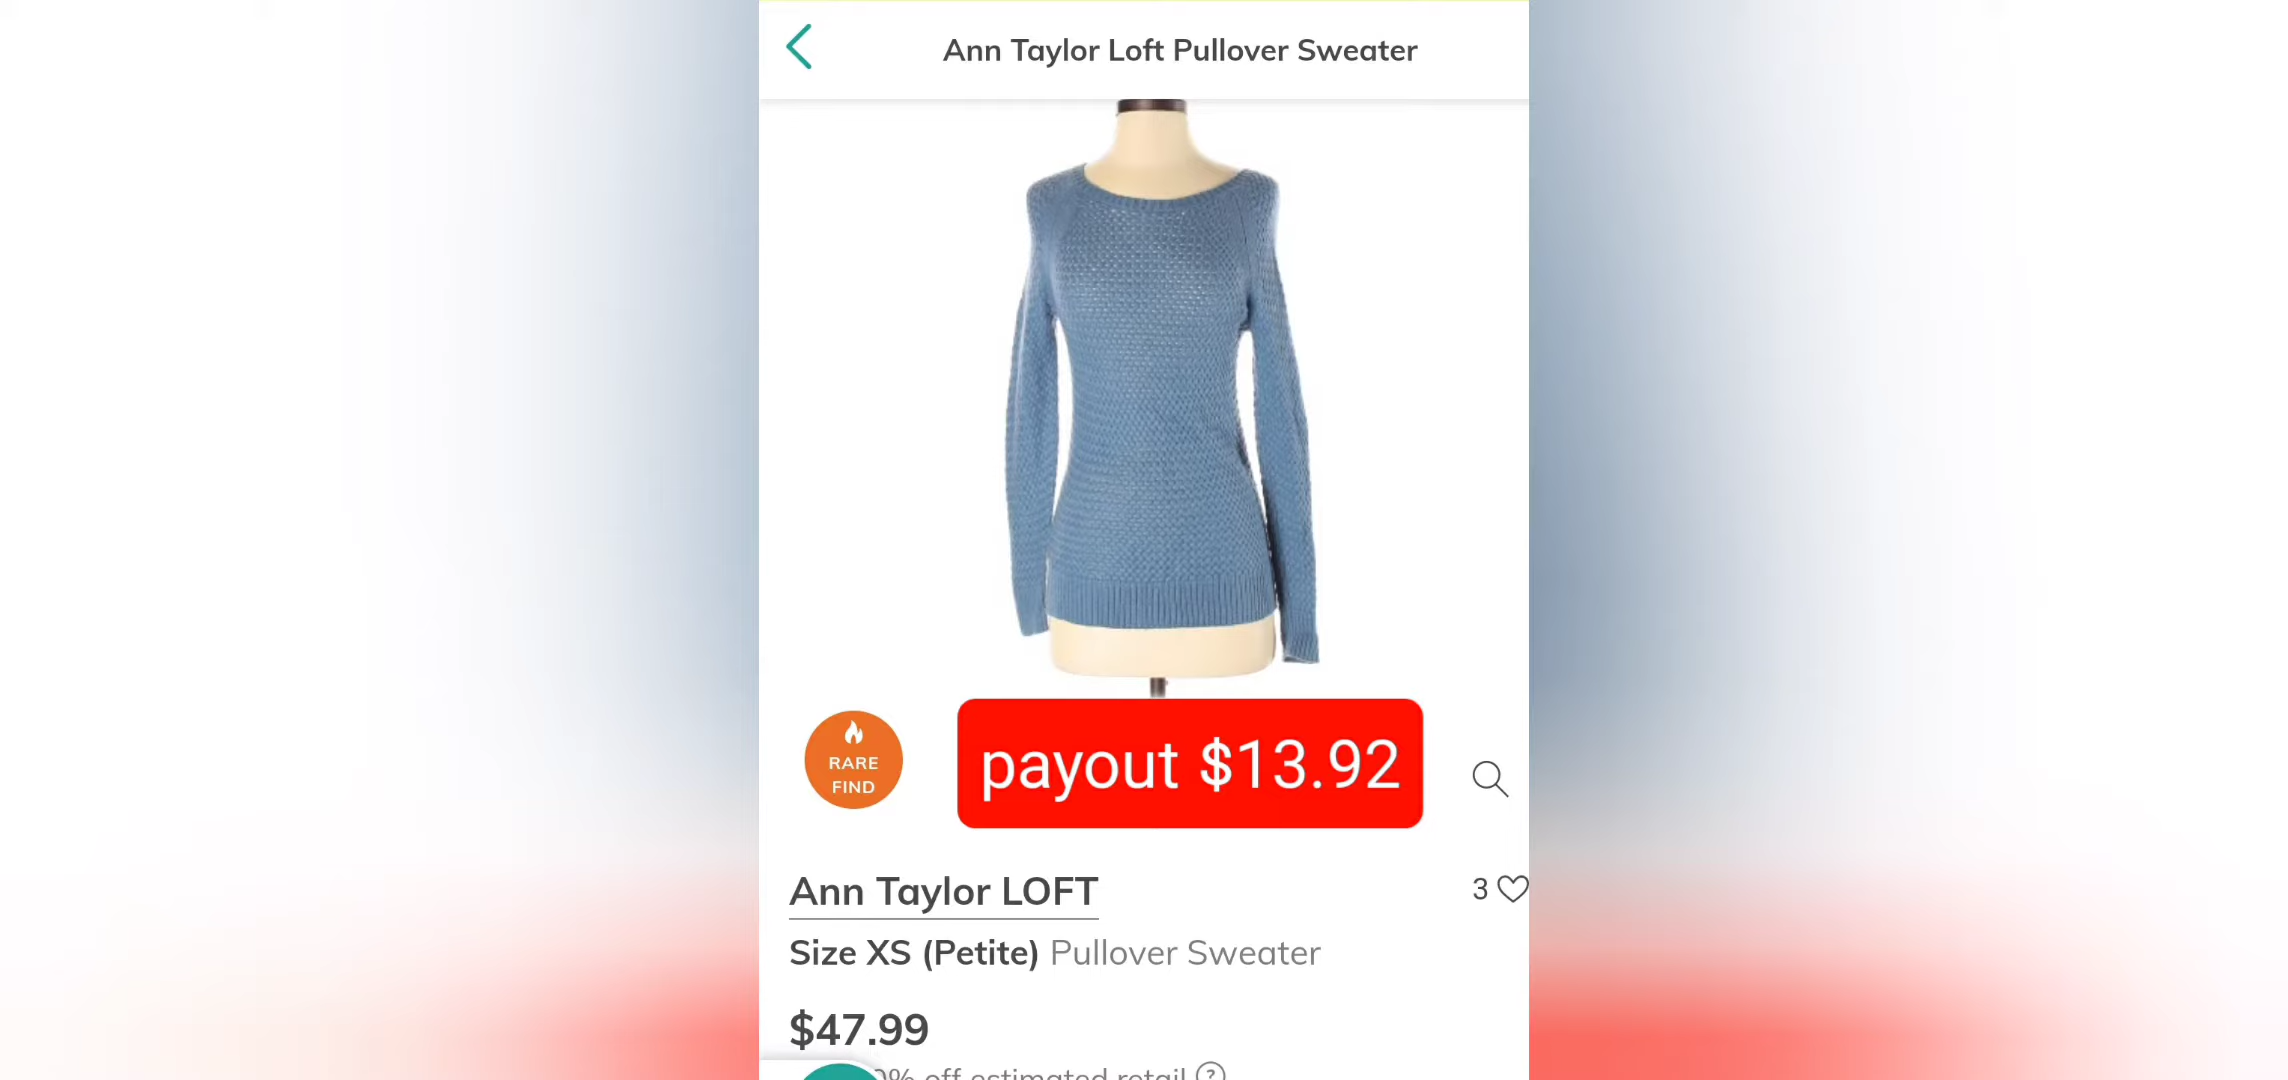 Ann Taylor Loft Pullover Sweater
RARE
FIND
payout $13.92
Ann Taylor LOFT
3
Size XS (Petite) Pullover Sweater
$47.99
off estimated retail ?